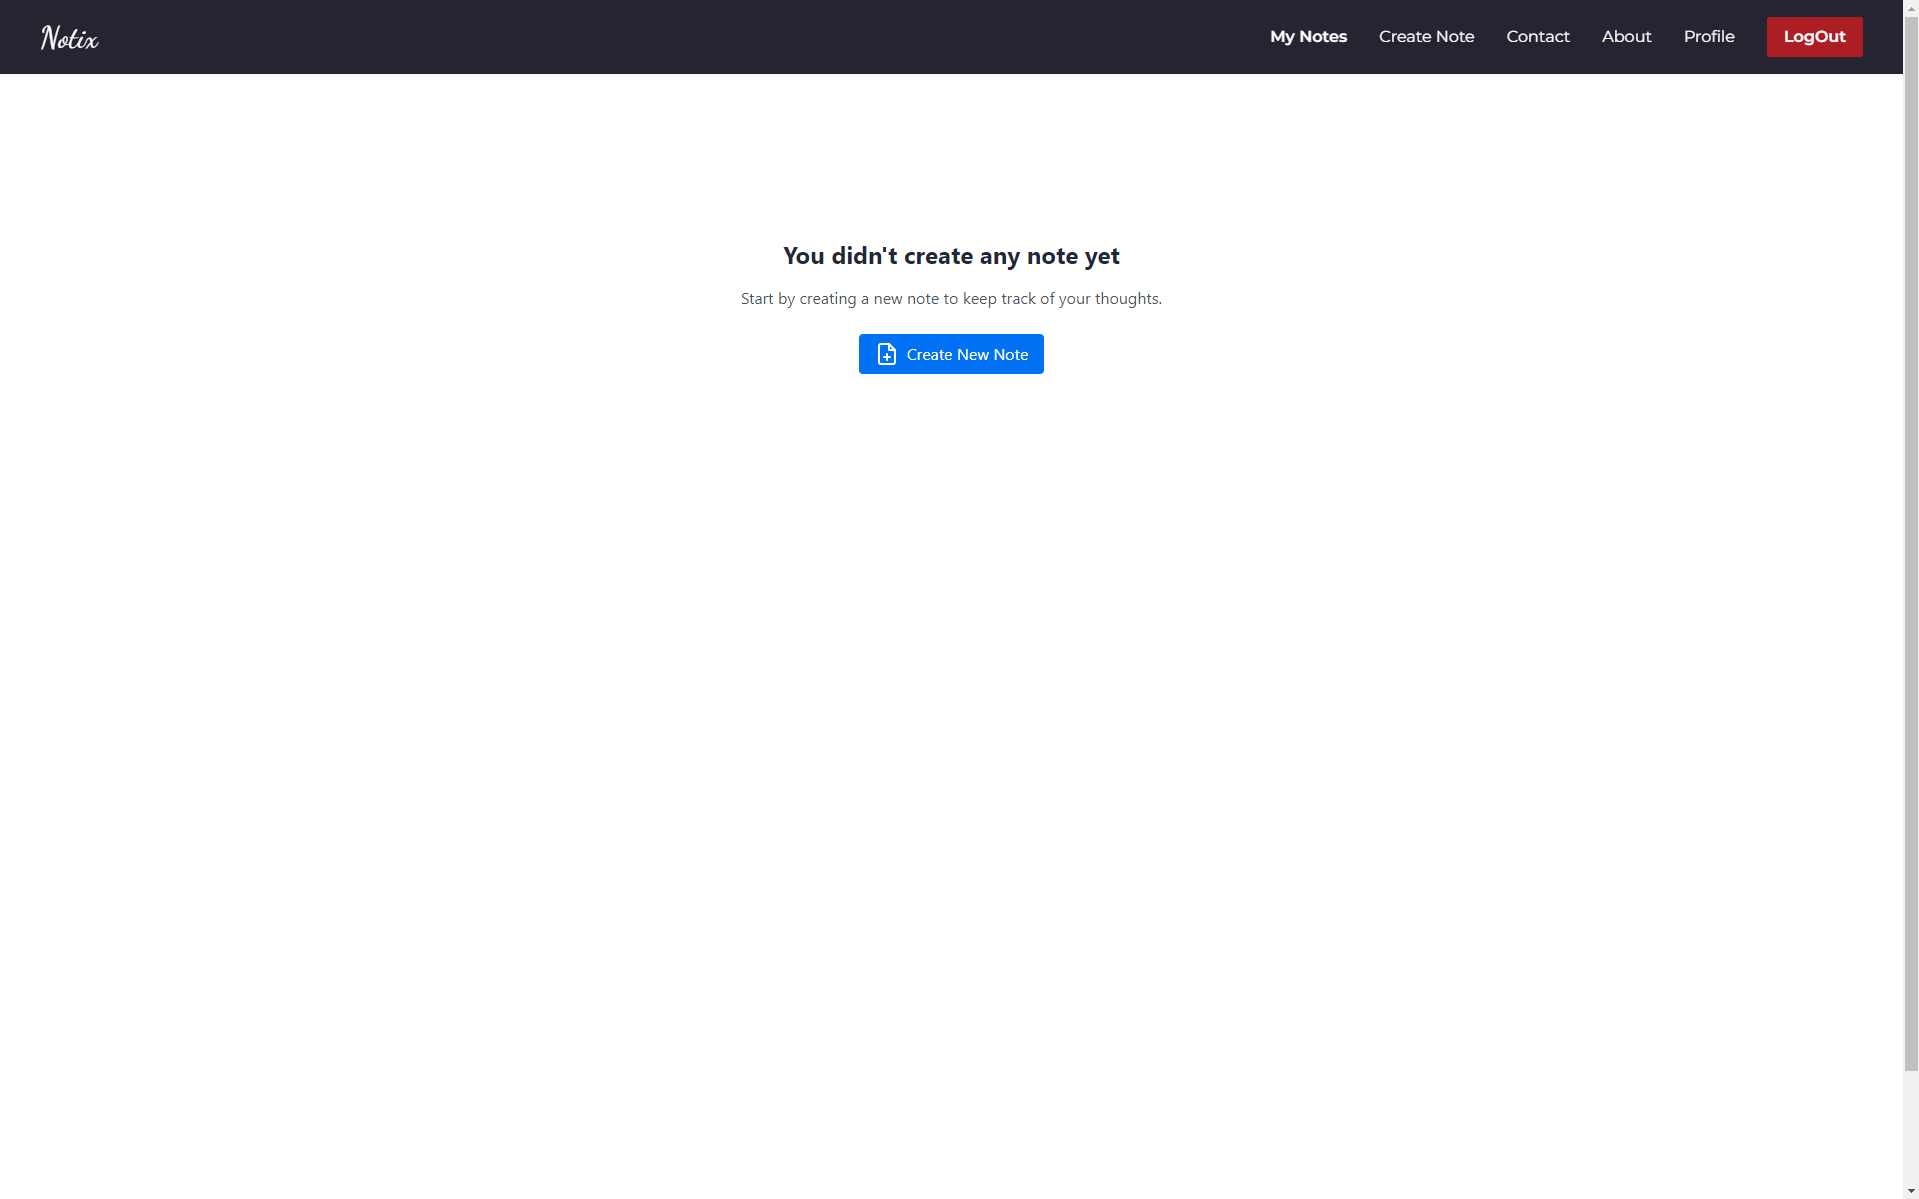 Notix
My Notes Create Note Contact About Profile LogOut
You didn't create any note yet
Start by creating a new note to keep track of your thoughts.
Create New Note